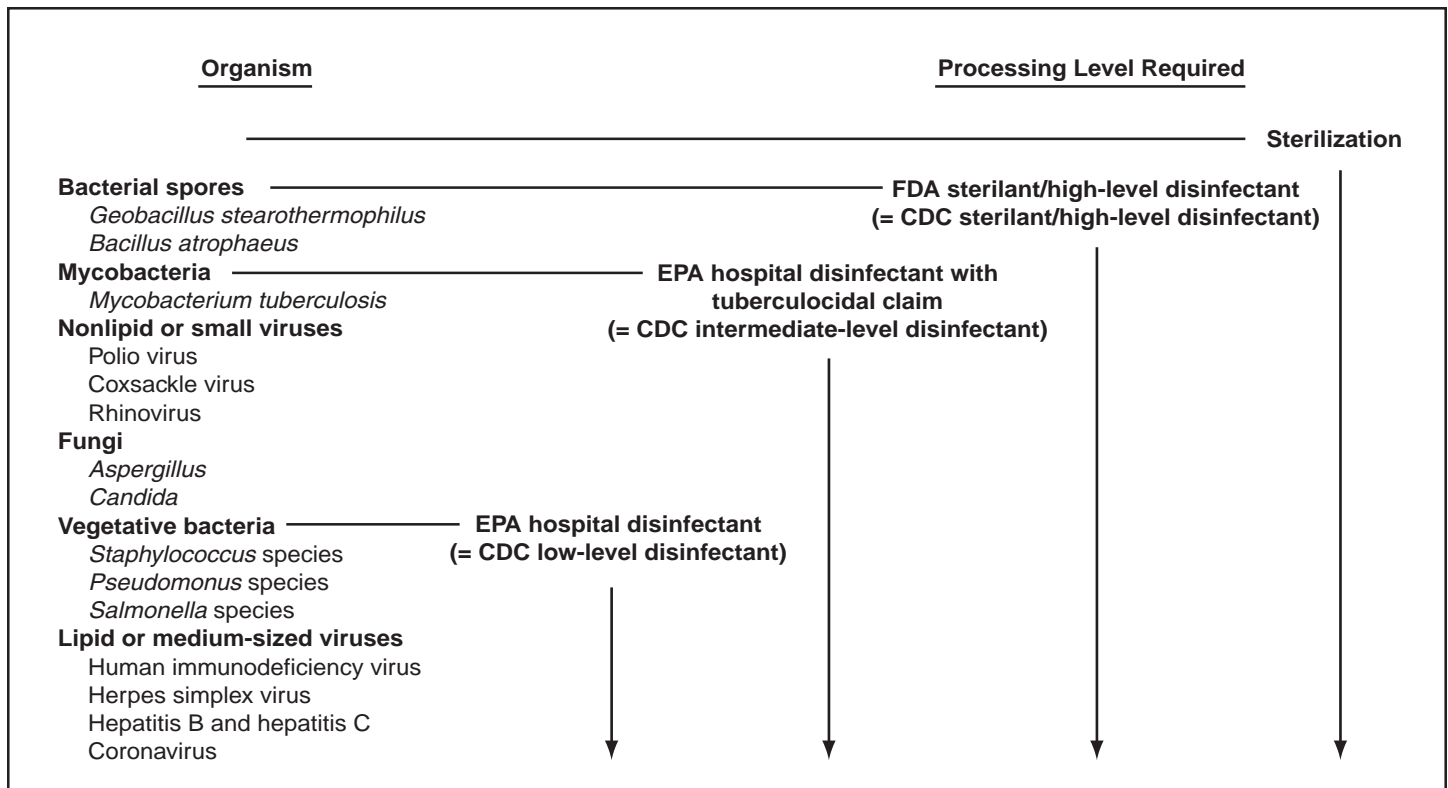 Organism
Processing Level Required
Sterilization
Bacterial spores
FDA sterilant/high-level disinfectant
Geobacillus stearothermophilus
(= CDC sterilant/high-level disinfectant)
Bacillus atrophaeus
Mycobacteria
EPA hospital disinfectant with
Mycobacterium tuberculosis
tuberculocidal claim
Nonlipid or small viruses
(= CDC intermediate-level disinfectant)
Polio virus
Coxsackle virus
Rhinovirus
Fungi
Aspergillus
Candida
Vegetative bacteria
EPA hospital disinfectant
Staphylococcus species
(= CDC low-level disinfectant)
Pseudomonus species
Salmonella species
Lipid or medium-sized viruses
Human immunodeficiency virus
Herpes simplex virus
Hepatitis B and hepatitis C
Coronavirus